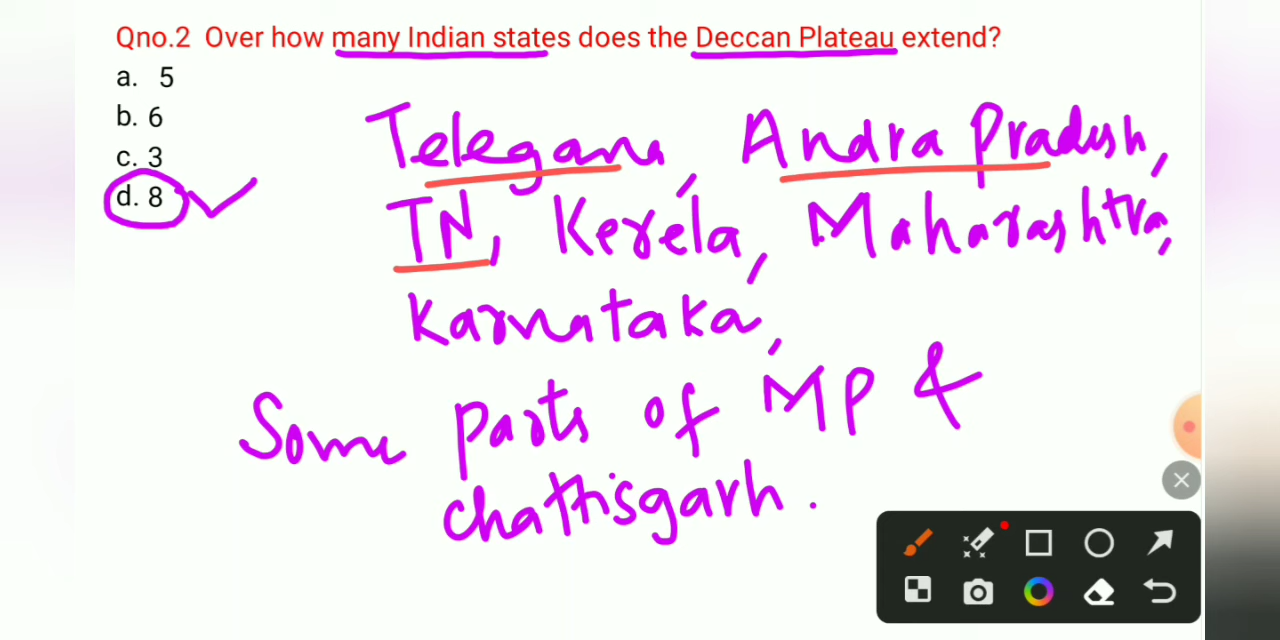 Qno.2 Over how many Indian states does the Deccan Plateau extend?
a. 5
b. 6
c. 3
d. 8
Telegana, Andra Pradesh,
TN, Kerela, Maharashtra,
Karnataka,
Some parts of MP &
chattisgarh.